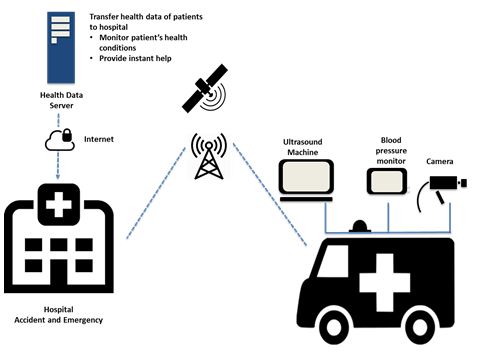 Transfer health data of patients
to hospital
• Monitor patient's health
conditions
• Provide instant help
Health Data
Server
Internet
Ultrasound
Machine
Blood
pressure
monitor
Camera
Hospital
Accident and Emergency